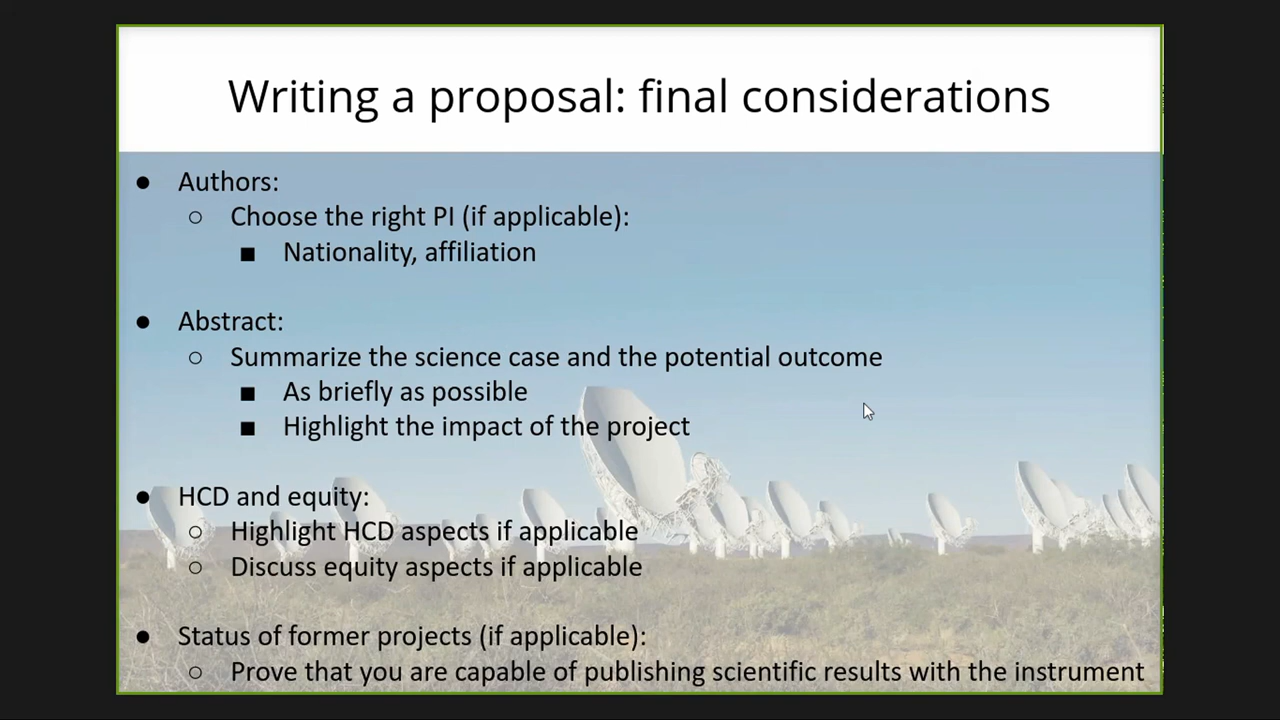 Writing a proposal: final considerations
● Authors:
○ Choose the right PI (if applicable):
■ Nationality, affiliation
● Abstract:
○ Summarize the science case and the potential outcome
■ As briefly as possible
■ Highlight the impact of the project
● HCD and equity:
○ Highlight HCD aspects if applicable
○ Discuss equity aspects if applicable
● Status of former projects (if applicable):
○ Prove that you are capable of publishing scientific results with the instrument